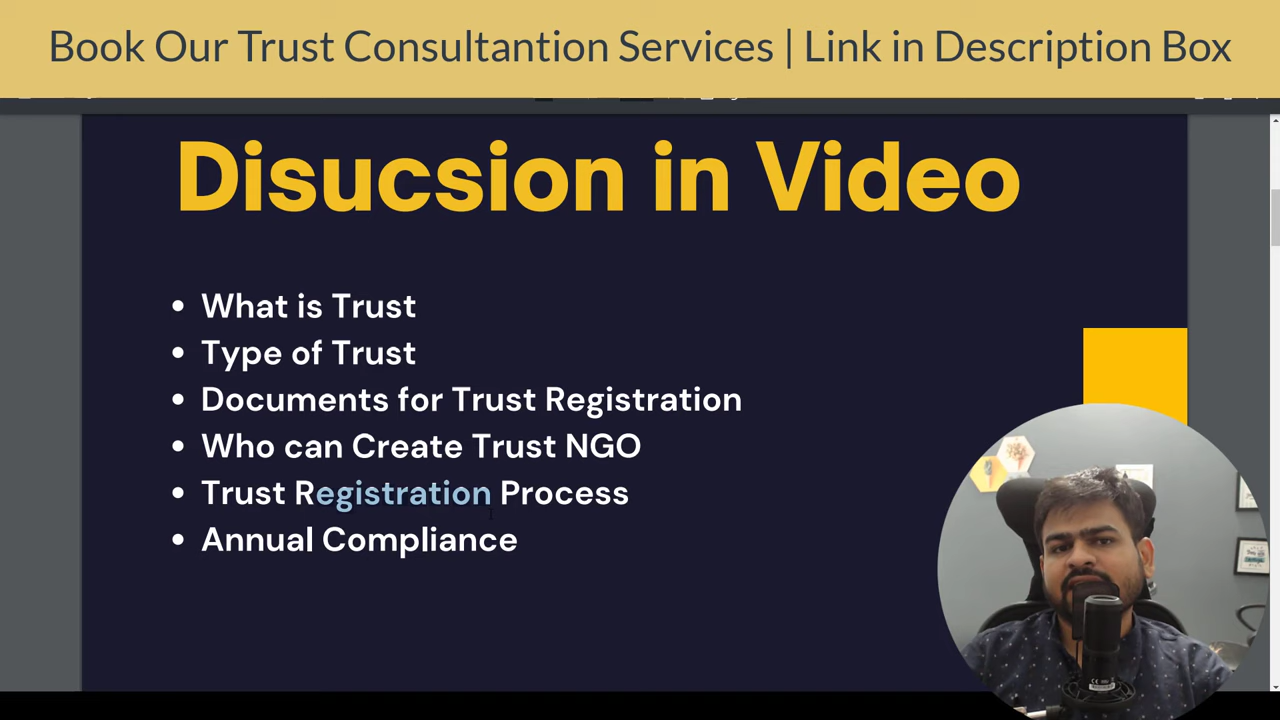 Book Our Trust Consultantion Services | Link in Description Box
Disucsion in Video
• What is Trust
• Type of Trust
• Documents for Trust Registration
• Who can Create Trust NGO
• Trust Registration Process
• Annual Compliance